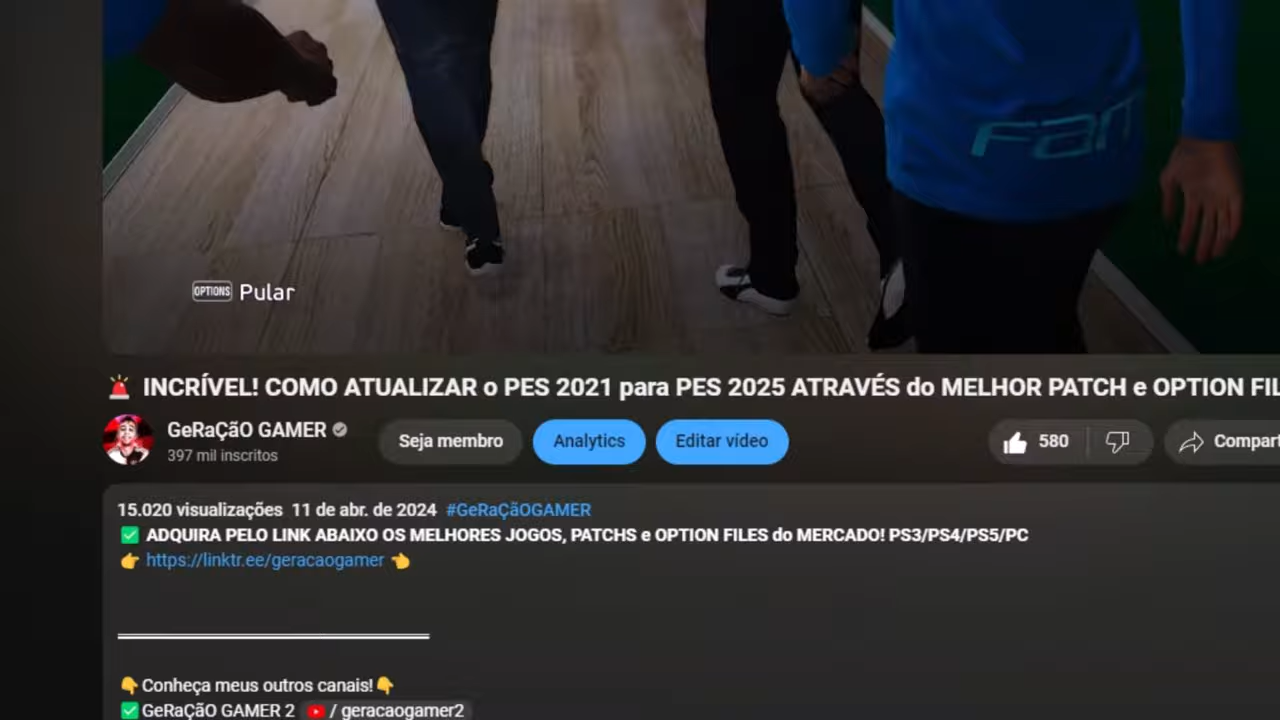 OPTIONS Pular
🚨 INCRÍVEL! COMO ATUALIZAR o PES 2021 para PES 2025 ATRAVÉS do MELHOR PATCH e OPTION
GeRaÇãO GAMER
Seja membro
Analytics
Editar vídeo
580
397 mil inscritos
15.020 visualizações 11 de abr. de 2024 #GeRaÇãOGAMER
✅ ADQUIRA PELO LINK ABAIXO OS MELHORES JOGOS, PATCHS e OPTION FILES do MERCADO! PS3/PS4/PS5/PC
👉 https://linktr.ee/geracaogamer 👈
👇Conheça meus outros canais!👇
✅GeRaÇãO GAMER 2 / geracaogamer2